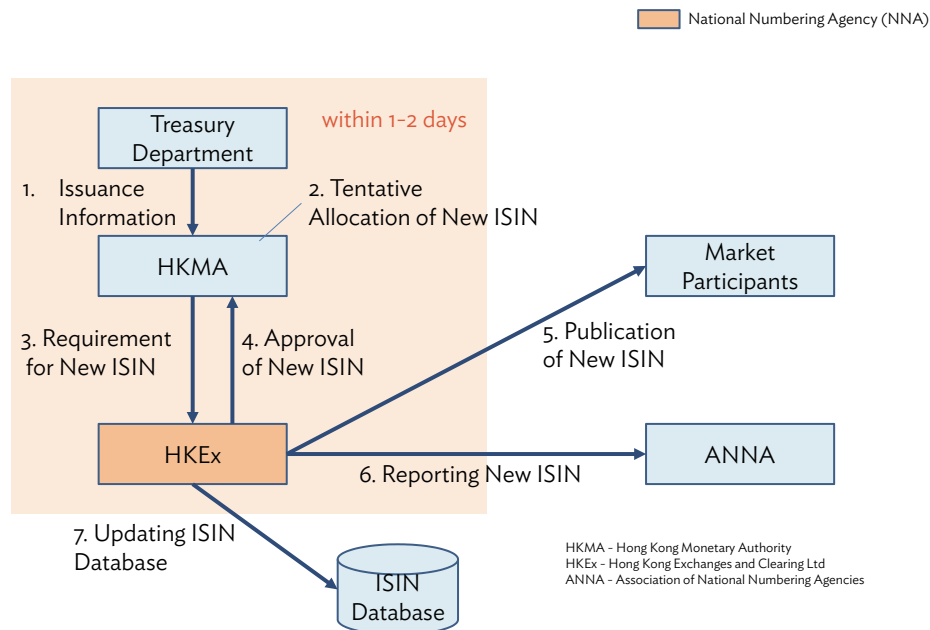 National Numbering Agency (NNA)
Treasury
Department
within 1-2 days
1. Issuance
Information
2. Tentative
Allocation of New ISIN
HKMA
Market
Participants
3. Requirement
for New ISIN
4. Approval
of New ISIN
5. Publication
of New ISIN
HKEx
ANNA
6. Reporting New ISIN
7. Updating ISIN
Database
ISIN
Database
HKMA – Hong Kong Monetary Authority
HKEx – Hong Kong Exchanges and Clearing Ltd
ANNA – Association of National Numbering Agencies